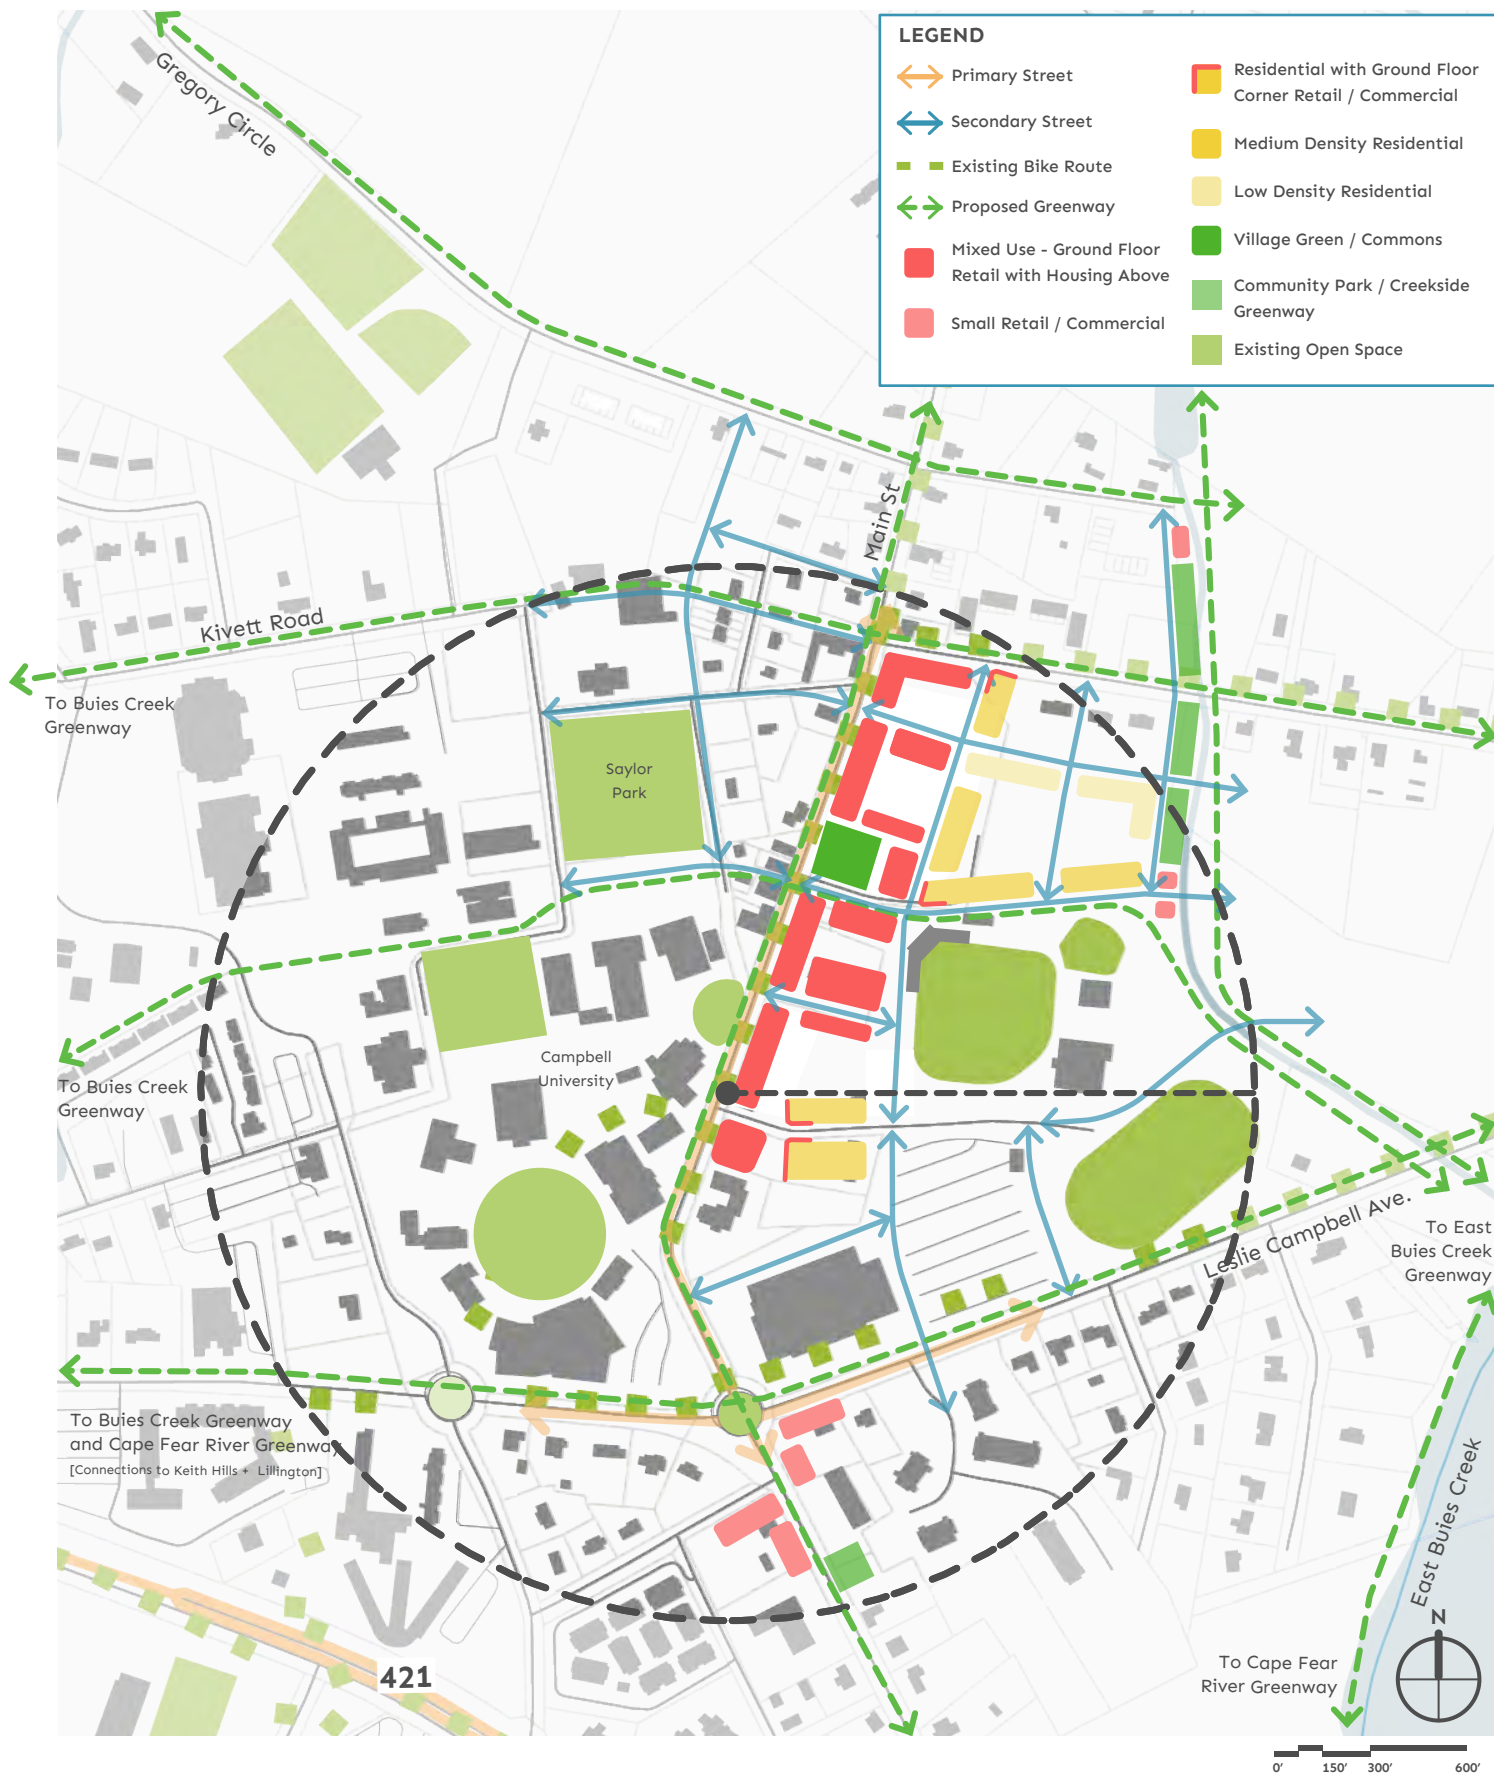 LEGEND
Primary Street
Secondary Street
Existing Bike Route
Proposed Greenway
Mixed Use - Ground Floor
Retail with Housing Above
Small Retail / Commercial
Residential with Ground Floor
Corner Retail / Commercial
Medium Density Residential
Low Density Residential
Village Green / Commons
Community Park / Creekside
Greenway
Existing Open Space
Gregory Circle
Main St
Kivett Road
To Buies Creek
Greenway
Saylor
Park
Campbell
University
To Buies Creek
Greenway
Leslie Campbell Ave.
To East
Buies Creek
Greenway
To Buies Creek Greenway
and Cape Fear River Greenway
[Connections to Keith Hills + Lillington]
East Buies Creek
421
To Cape Fear
River Greenway
N
0' 150' 300' 600'